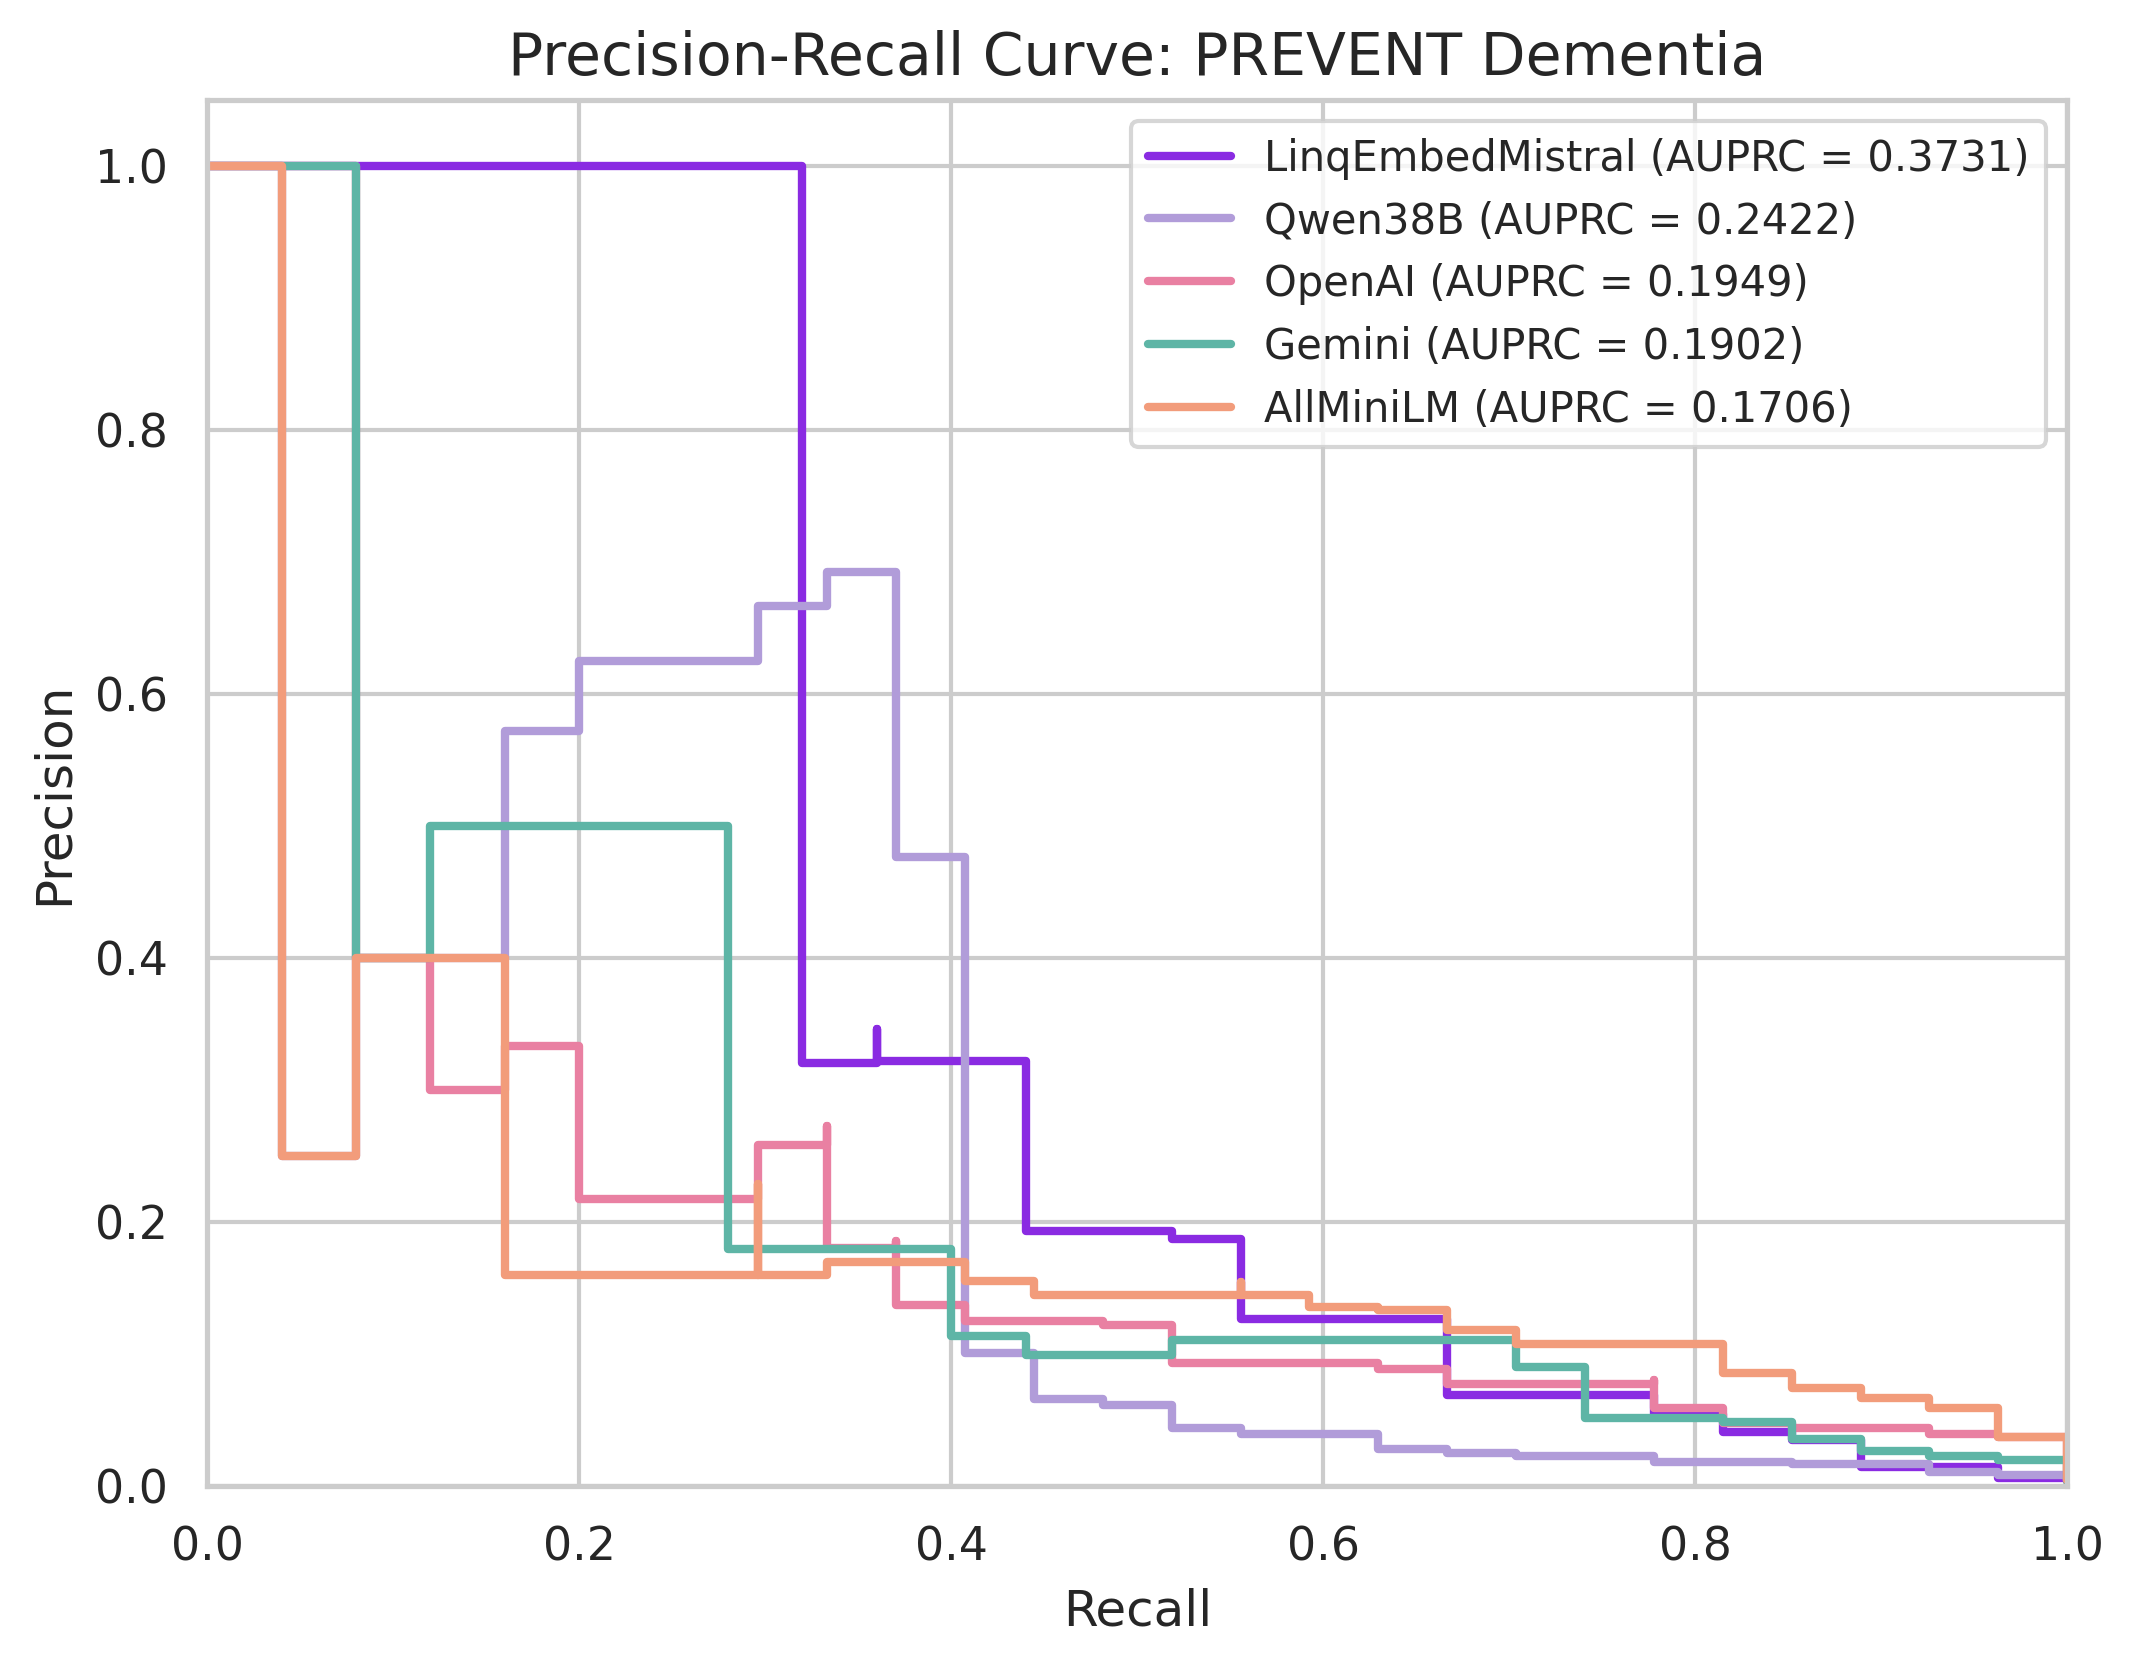 Precision-Recall Curve: PREVENT Dementia
LinqEmbedMistral (AUPRC = 0.3731)
Qwen38B (AUPRC = 0.2422)
OpenAI (AUPRC = 0.1949)
Gemini (AUPRC = 0.1902)
AllMiniLM (AUPRC = 0.1706)
Precision
1.0
0.8
0.6
0.4
0.2
0.0
0.0 0.2 0.4 0.6 0.8 1.0
Recall